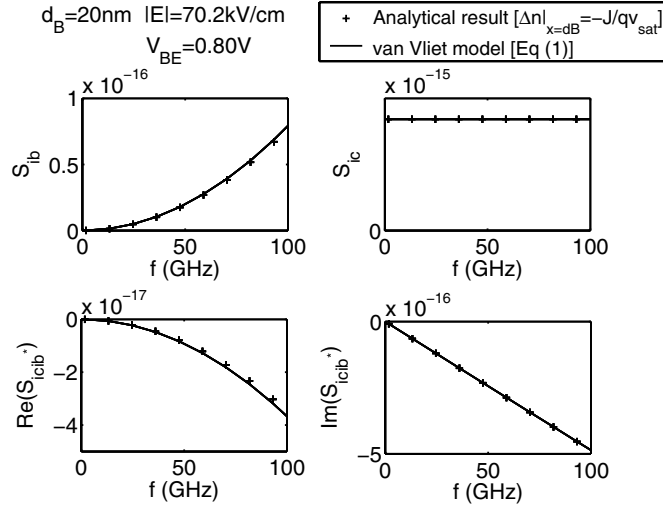 d_B=20nm |E|=70.2kV/cm
V_BE=0.80V
+ Analytical result [Δn|_x=dB=−J/qv_sat]
— van Vliet model [Eq (1)]
x 10^-16
1
0.5
0
S_ib
0 50 100
f (GHz)
x 10^-15
0
S_ic
0 50 100
f (GHz)
x 10^-17
0
−2
−4
Re(S_icib*)
0 50 100
f (GHz)
x 10^-16
0
−5
Im(S_icib*)
0 50 100
f (GHz)